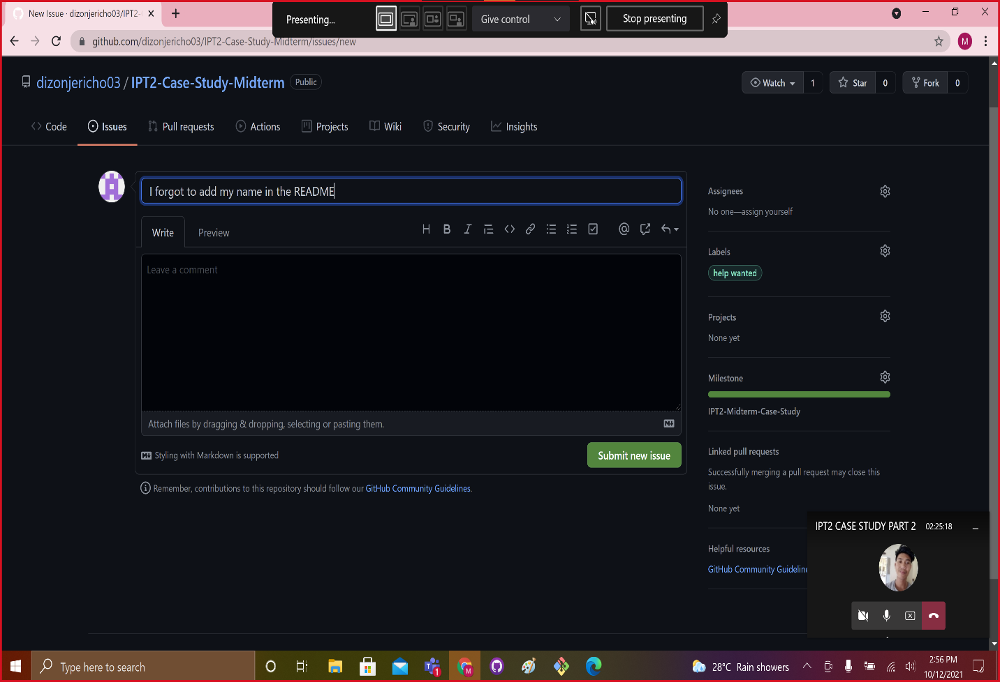 New Issue · dizonjericho03/IPT2-
Presenting...
Give control
Stop presenting
github.com/dizonjericho03/IPT2-Case-Study-Midterm/issues/new
M
dizonjericho03 / IPT2-Case-Study-Midterm
Public
Watch 1
Star 0
Fork 0
Code
Issues
Pull requests
Actions
Projects
Wiki
Security
Insights
I forgot to add my name in the README
Write
Preview
H B I
Leave a comment
Attach files by dragging & dropping, selecting or pasting them.
Styling with Markdown is supported
Submit new issue
Remember, contributions to this repository should follow our GitHub Community Guidelines.
Assignees
No one—assign yourself
Labels
help wanted
Projects
None yet
Milestone
IPT2-Midterm-Case-Study
Linked pull requests
Successfully merging a pull request may close this
issue.
None yet
Helpful resources
GitHub Community Guideline
IPT2 CASE STUDY PART 2 02:25:18
Type here to search
1
M
28°C Rain showers
2:56 PM
10/12/2021